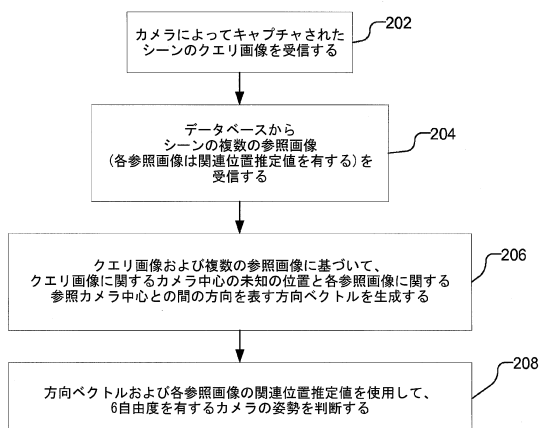 カメラによってキャプチャされた
シーンのクエリ画像を受信する
202
データベースから
シーンの複数の参照画像
(各参照画像は関連位置推定値を有する)を
受信する
204
クエリ画像および複数の参照画像に基づいて、
クエリ画像に関するカメラ中心の未知の位置と各参照画像に関する
参照カメラ中心との間の方向を表す方向ベクトルを生成する
206
方向ベクトルおよび各参照画像の関連位置推定値を使用して、
6自由度を有するカメラの姿勢を判断する
208